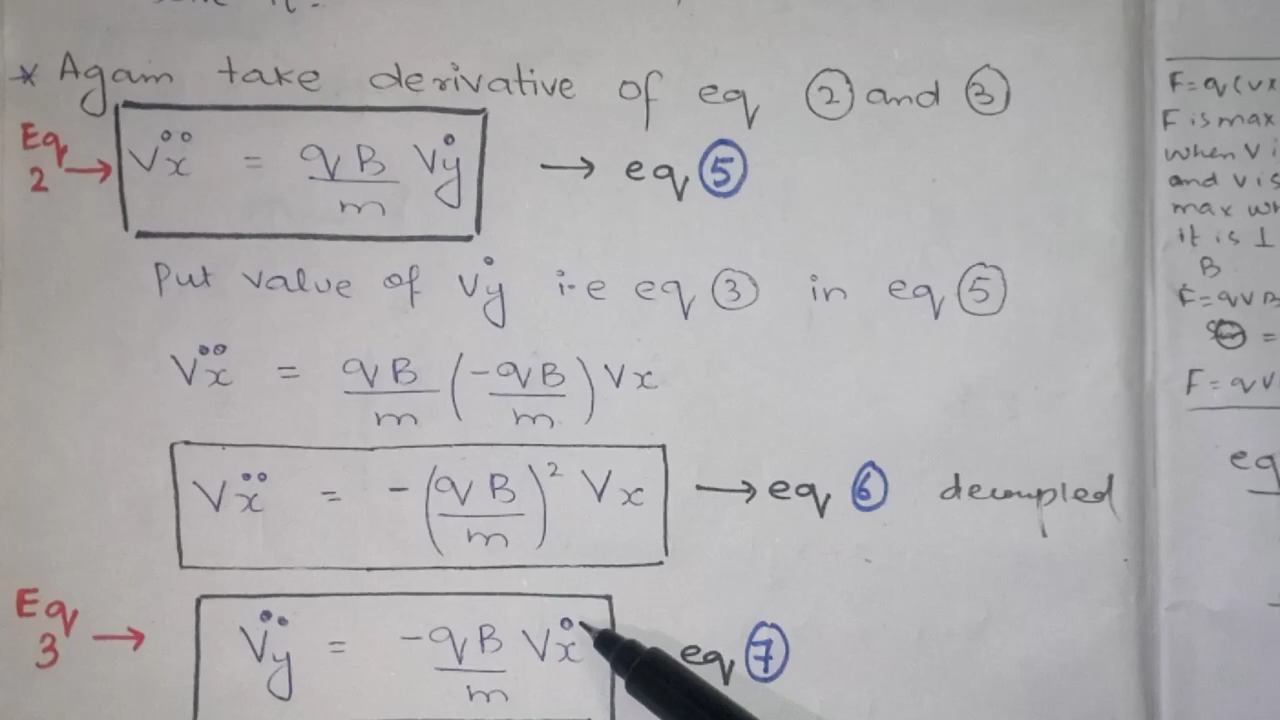 * Again take derivative of eq ② and ③
Eq 2 → V̈x = qB/m V̇y → eq ⑤
Put value of V̇y i.e eq ③ in eq ⑤
V̈x = qB/m (-qB/m) Vx
V̈x = -(qB/m)² Vx → eq ⑥ decoupled
Eq 3 → V̈y = -qB/m V̇x eq ⑦
F=q(vx
F is max
when V i
and v is
max wh
it is ⊥
B
F=qvB
=
F = qv
eq